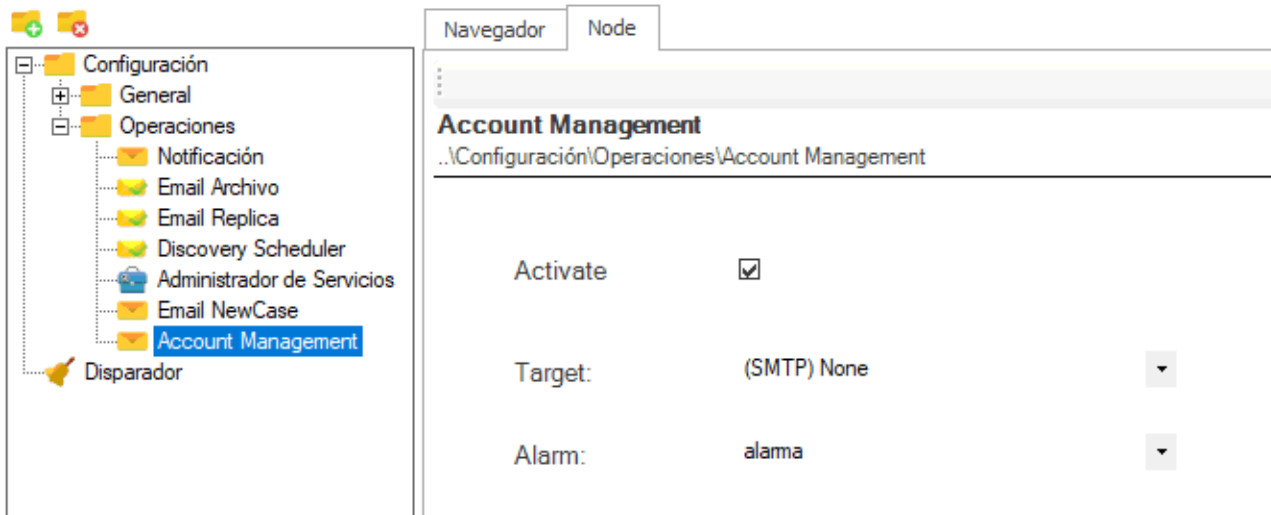 Configuración
General
Operaciones
Notificación
Email Archivo
Email Replica
Discovery Scheduler
Administrador de Servicios
Email NewCase
Account Management
Disparador
Navegador
Node
Account Management
..\Configuración\Operaciones\Account Management
Activate
Target:
(SMTP) None
Alarm:
alarma